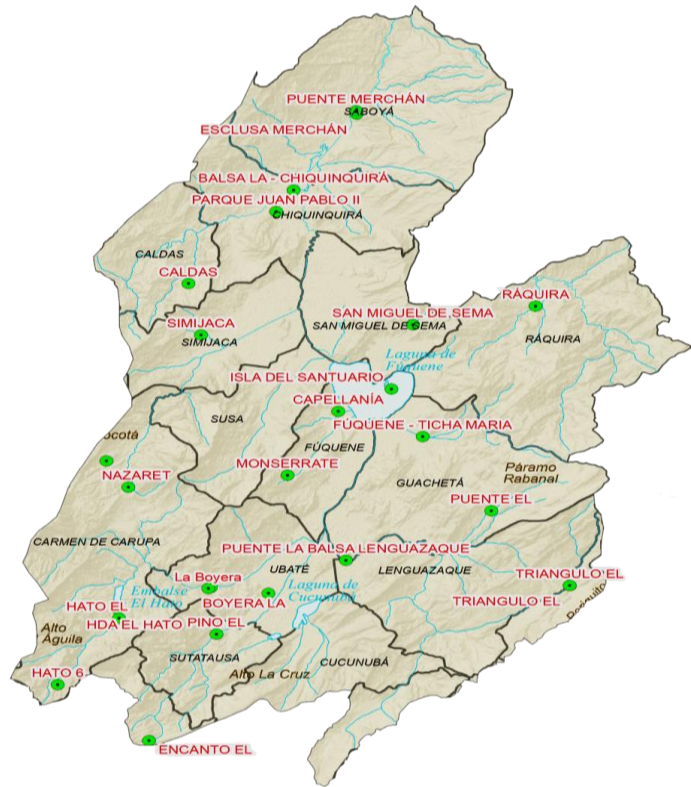 PUENTE MERCHÁN
SABOYÁ
ESCLUSA MERCHÁN
BALSA LA - CHIQUINQUIRÁ
PARQUE JUAN PABLO II
CHIQUINQUIRÁ
CALDAS
CALDAS
RÁQUIRA
SAN MIGUEL DE SEMA
SIMIJACA
SAN MIGUEL DE SEMA
SIMIJACA
RÁQUIRA
Laguna de
Fúquene
ISLA DEL SANTUARIO
CAPELLANÍA
SUSA
FÚQUENE - TICHA MARIA
FÚQUENE
MONSERRATE
Páramo
Rabanal
NAZARET
GUACHETÁ
PUENTE EL
CARMEN DE CARUPA
PUENTE LA BALSA LENGUAZAQUE
UBATÉ
LENGUAZAQUE
La Boyera
TRIANGULO EL
Embalse
El Hato
Laguna de
Cucunubá
BOYERA LA
TRIANGULO EL
HATO EL
HDA EL HATO
PINO EL
Alto
Aguila
SUTATAUSA
CUCUNUBÁ
HATO 6
Alto La Cruz
ENCANTO EL